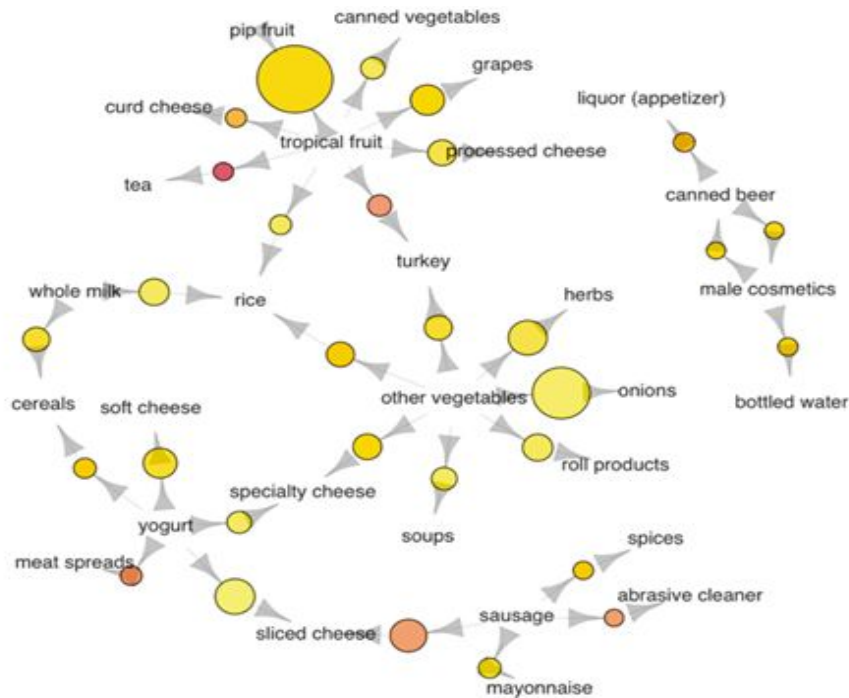 canned vegetables
pip fruit
grapes
curd cheese
liquor (appetizer)
tropical fruit
processed cheese
tea
canned beer
turkey
whole milk
rice
herbs
male cosmetics
other vegetables
onions
cereals
soft cheese
bottled water
roll products
specialty cheese
yogurt
soups
meat spreads
spices
abrasive cleaner
sausage
sliced cheese
mayonnaise